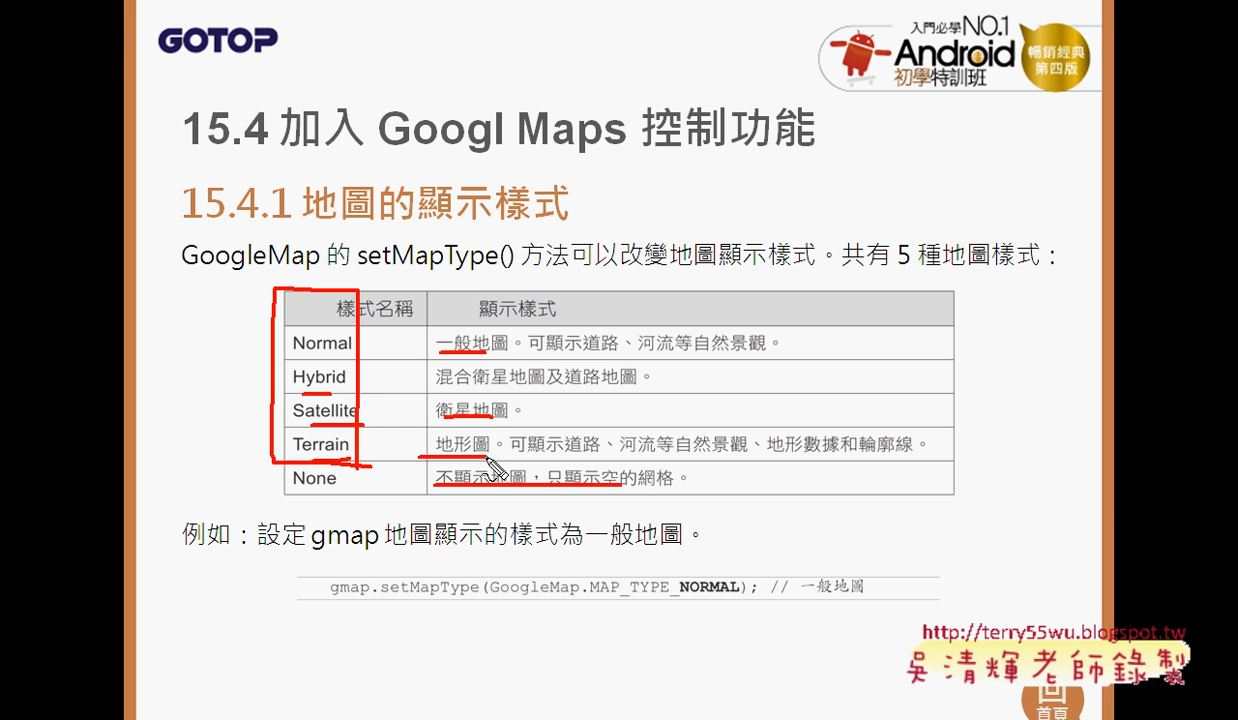 GOTOP
入門必學NO.1
Android
初學特訓班
暢銷經典
第四版
15.4 加入 Googl Maps 控制功能
15.4.1 地圖的顯示樣式
GoogleMap 的 setMapType() 方法可以改變地圖顯示樣式。共有 5 種地圖樣式：
樣式名稱 顯示樣式
Normal 一般地圖。可顯示道路、河流等自然景觀。
Hybrid 混合衛星地圖及道路地圖。
Satellite 衛星地圖。
Terrain 地形圖。可顯示道路、河流等自然景觀、地形數據和輪廓線。
None 不顯示地圖，只顯示空的網格。
例如：設定 gmap 地圖顯示的樣式為一般地圖。
gmap.setMapType(GoogleMap.MAP_TYPE_NORMAL); // 一般地圖
http://terry55wu.blogspot.tw
吳清輝老師錄製
回
首頁